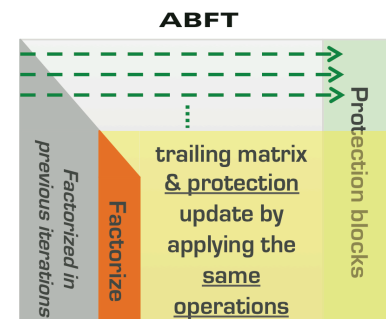 ABFT
Factorized in
previous iterations
Factorize
trailing matrix
& protection
update by
applying the
same
operations
Protection blocks